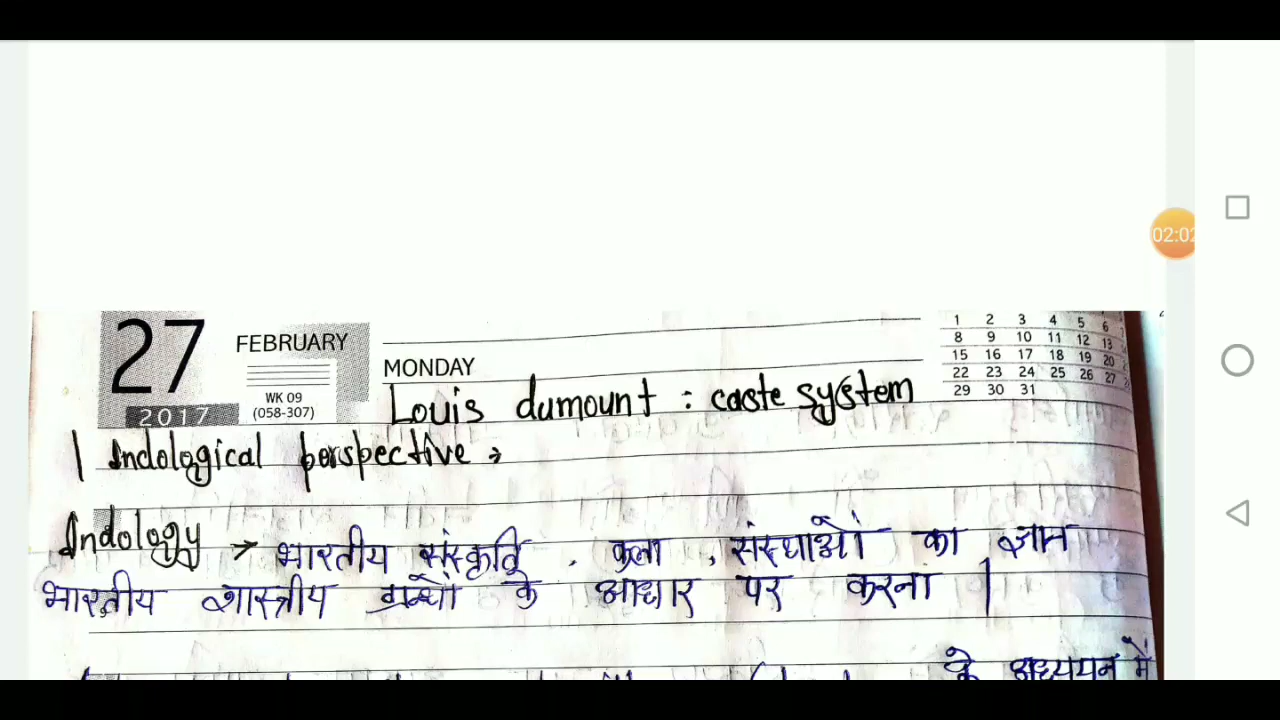 02:02
27
FEBRUARY
2017
WK 09
(058-307)
MONDAY
1 2 3 4 5 6
8 9 10 11 12 13
15 16 17 18 19 20
22 23 24 25 26 27
29 30 31
Louis dumount : caste system
Indological perspective :
Indology → भारतीय संस्कृति , कला , संस्थाओं का ज्ञान
भारतीय शास्त्रीय ग्रन्थों के आधार पर करना |
के अध्ययन में